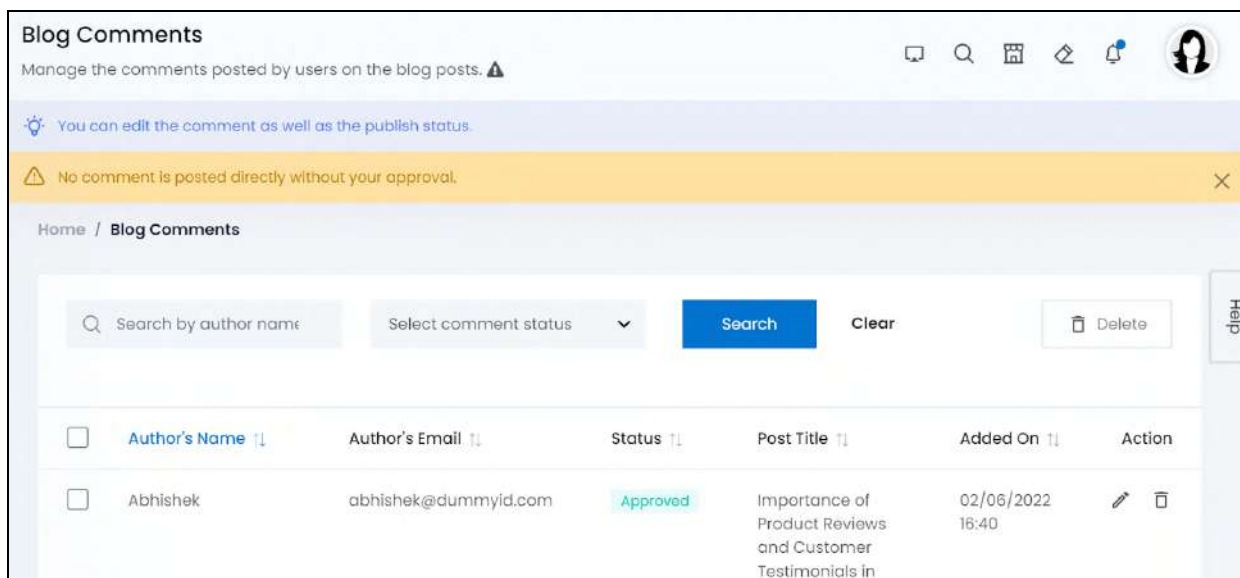 Blog Comments
Manage the comments posted by users on the blog posts.
You can edit the comment as well as the publish status.
No comment is posted directly without your approval.
Home / Blog Comments
Search by author name
Select comment status
Search
Clear
Delete
Help
Author's Name
Author's Email
Status
Post Title
Added On
Action
Abhishek
abhishek@dummyid.com
Approved
Importance of
Product Reviews
and Customer
Testimonials in
02/06/2022
16:40